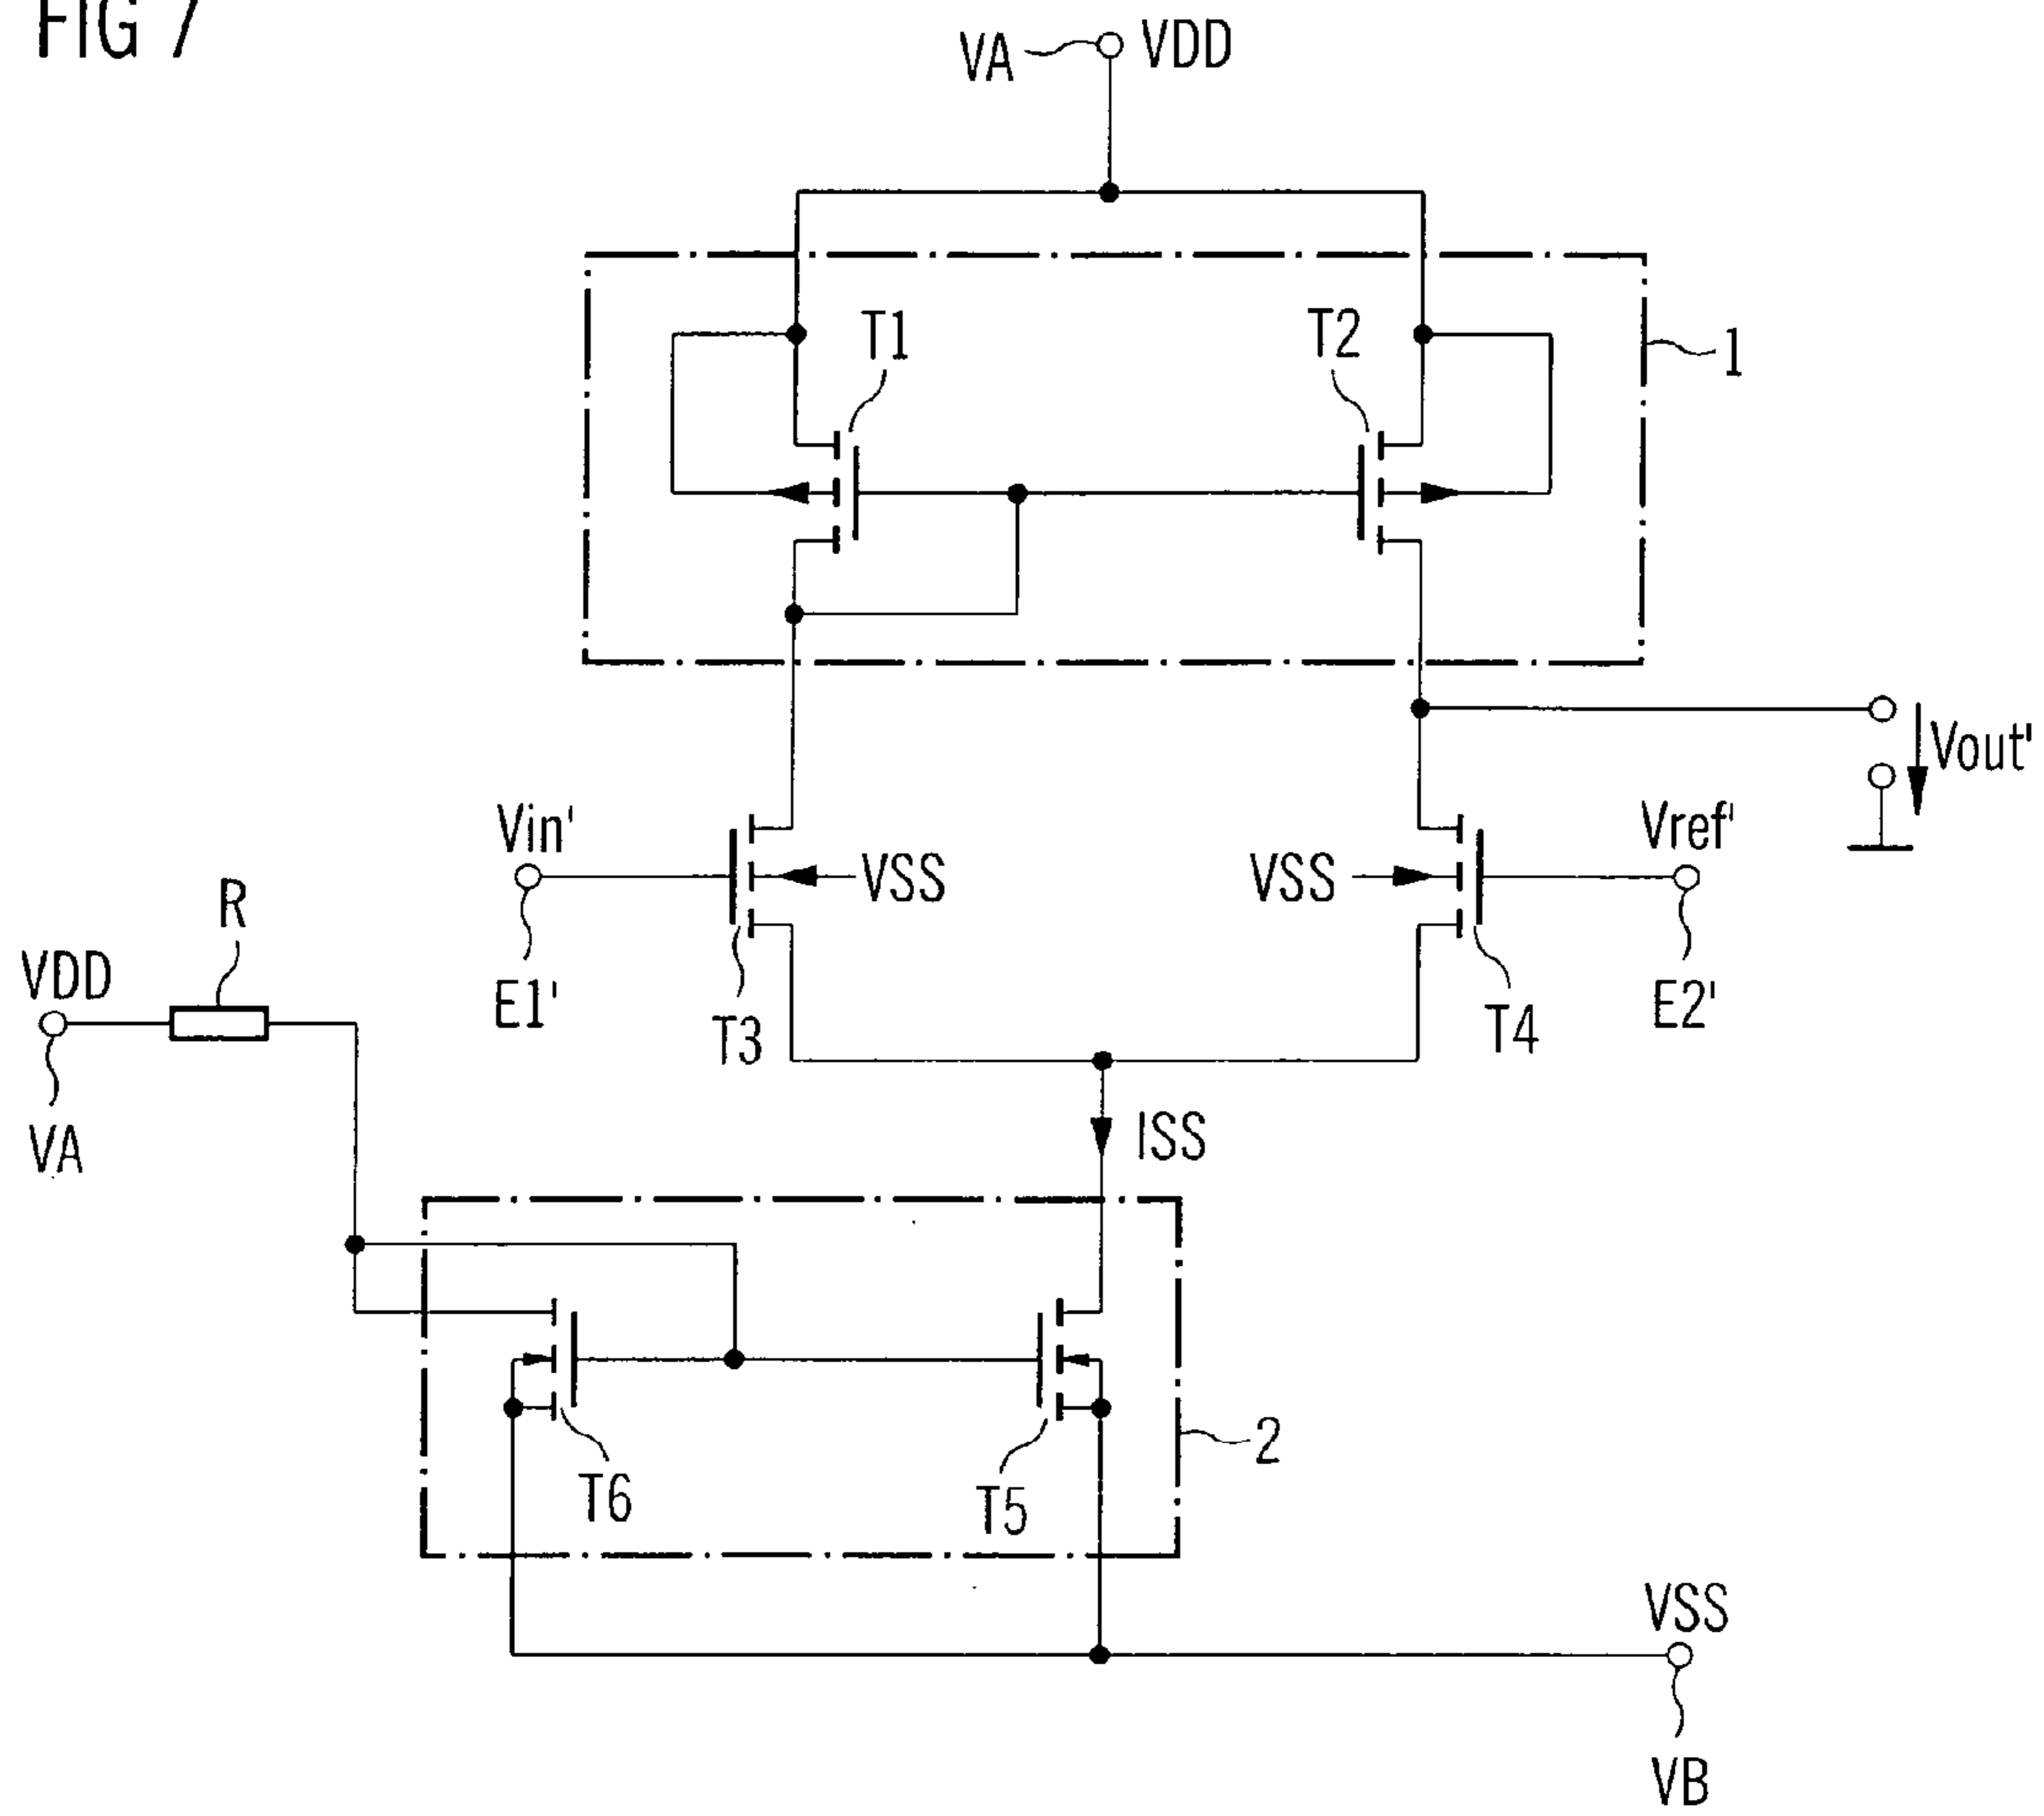 FIG 7
VA VDD
T1
T2
1
Vout'
Vin'
VSS
VSS
Vref'
R
VDD
E1'
T3
T4
E2'
VA
ISS
T6
T5
2
VSS
VB